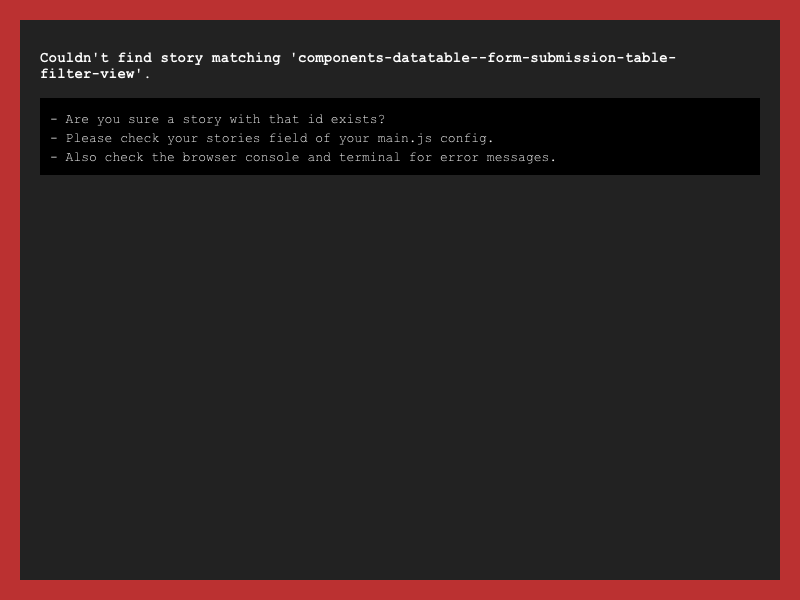 Couldn't find story matching 'components-datatable--form-submission-table-
filter-view'.
- Are you sure a story with that id exists?
- Please check your stories field of your main.js config.
- Also check the browser console and terminal for error messages.